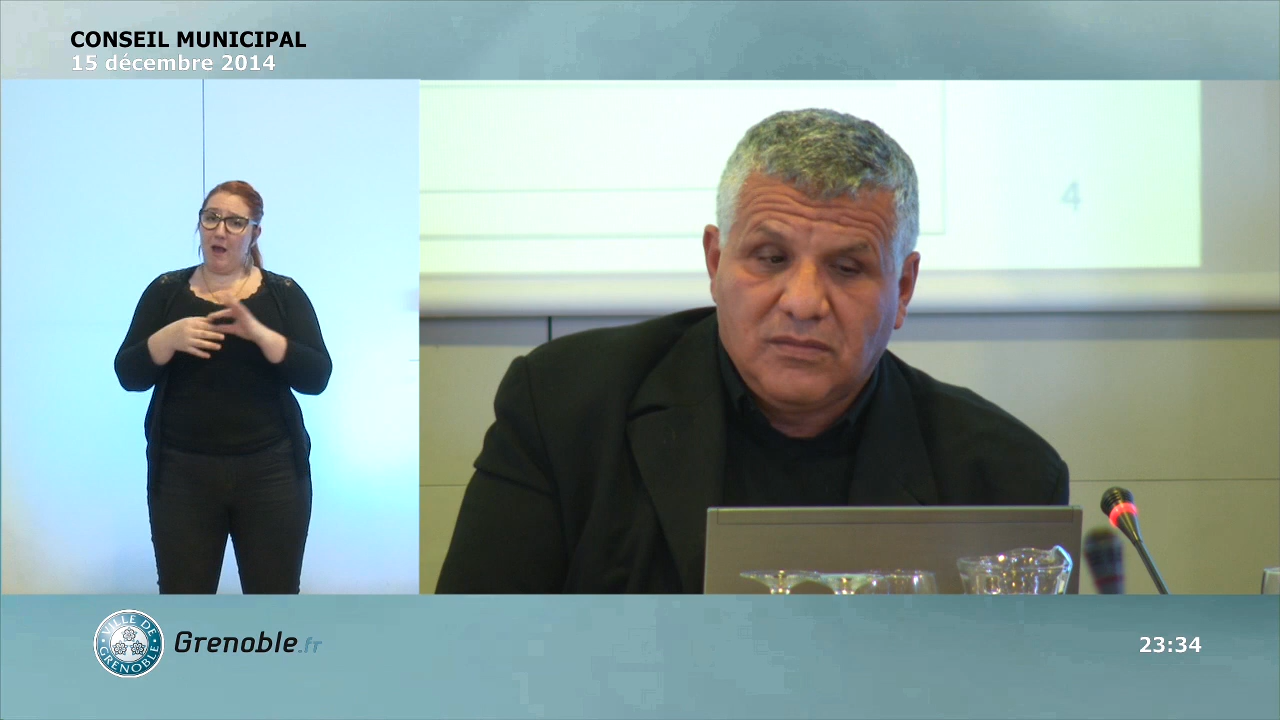 CONSEIL MUNICIPAL
15 décembre 2014
4
VILLE DE
GRENOBLE
Grenoble.fr
23:34